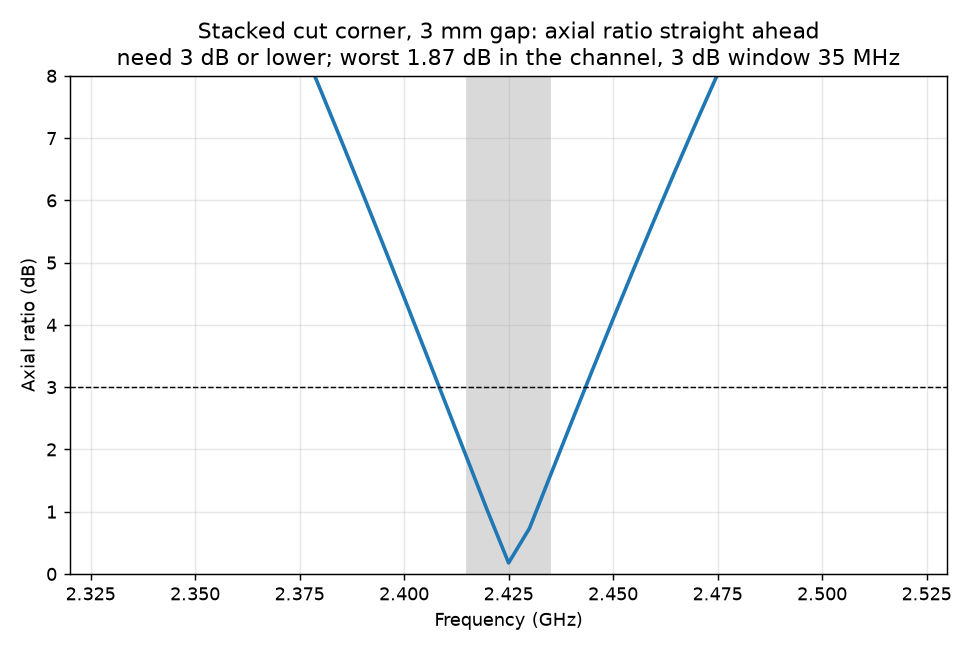 Stacked cut corner, 3 mm gap: axial ratio straight ahead
need 3 dB or lower; worst 1.87 dB in the channel, 3 dB window 35 MHz
8
7
6
5
4
3
2
1
0
Axial ratio (dB)
2.325 2.350 2.375 2.400 2.425 2.450 2.475 2.500 2.525
Frequency (GHz)